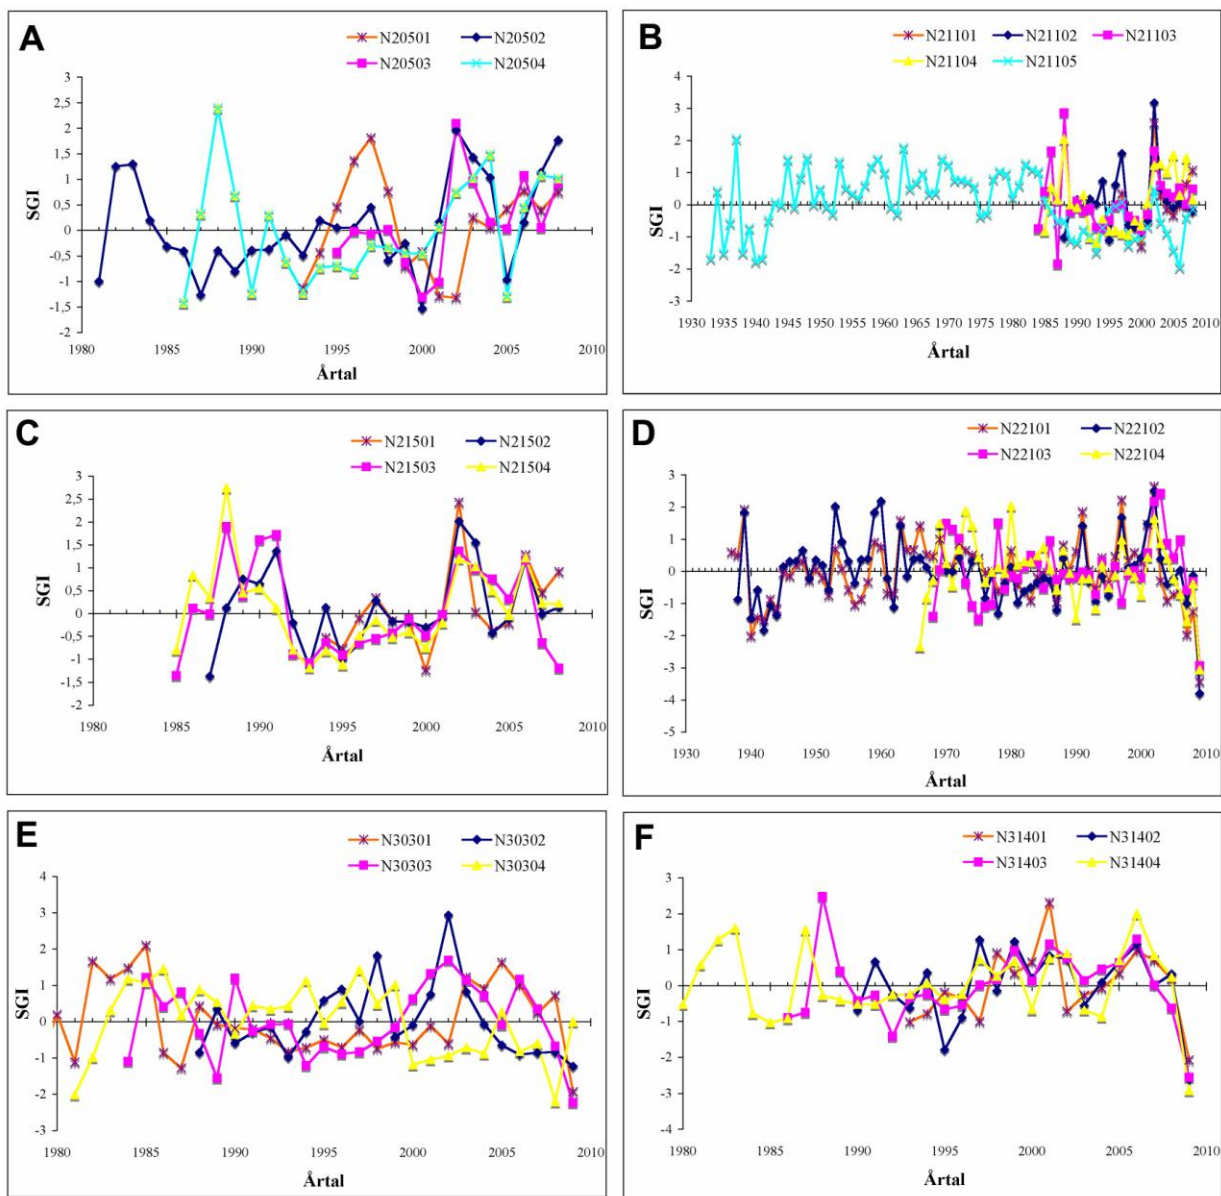 A
N20501 N20502
N20503 N20504
3
2,5
2
1,5
1
0,5
0
-0,5
-1
-1,5
-2
SGI
1980 1985 1990 1995 2000 2005 2010
Årtal
B
N21101 N21102 N21103
N21104 N21105
4
3
2
1
0
-1
-2
-3
SGI
1930 1935 1940 1945 1950 1955 1960 1965 1970 1975 1980 1985 1990 1995 2000 2005 2010
Årtal
C
N21501 N21502
N21503 N21504
3
2,5
2
1,5
1
0,5
0
-0,5
-1
-1,5
-2
SGI
1980 1985 1990 1995 2000 2005 2010
Årtal
D
N22101 N22102
N22103 N22104
3
2
1
0
-1
-2
-3
-4
-5
SGI
1930 1940 1950 1960 1970 1980 1990 2000 2010
Årtal
E
N30301 N30302
N30303 N30304
4
3
2
1
0
-1
-2
-3
SGI
1980 1985 1990 1995 2000 2005 2010
Årtal
F
N31401 N31402
N31403 N31404
3
2
1
0
-1
-2
-3
-4
SGI
1980 1985 1990 1995 2000 2005 2010
Årtal